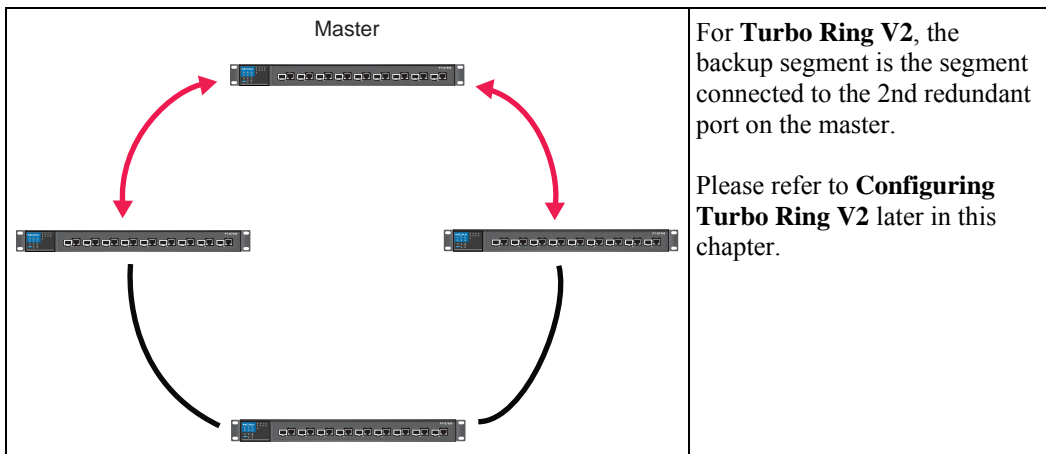 Master
For Turbo Ring V2, the
backup segment is the segment
connected to the 2nd redundant
port on the master.
Please refer to Configuring
Turbo Ring V2 later in this
chapter.